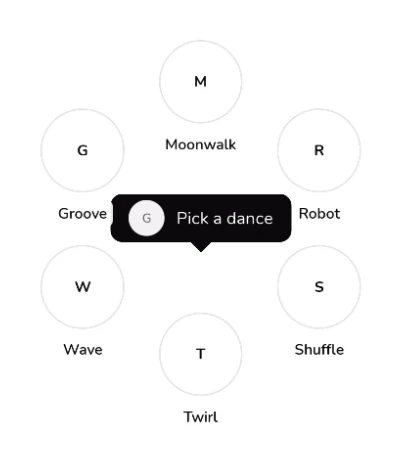 M
Moonwalk
G
Groove
R
Robot
G Pick a dance
W
Wave
S
Shuffle
T
Twirl